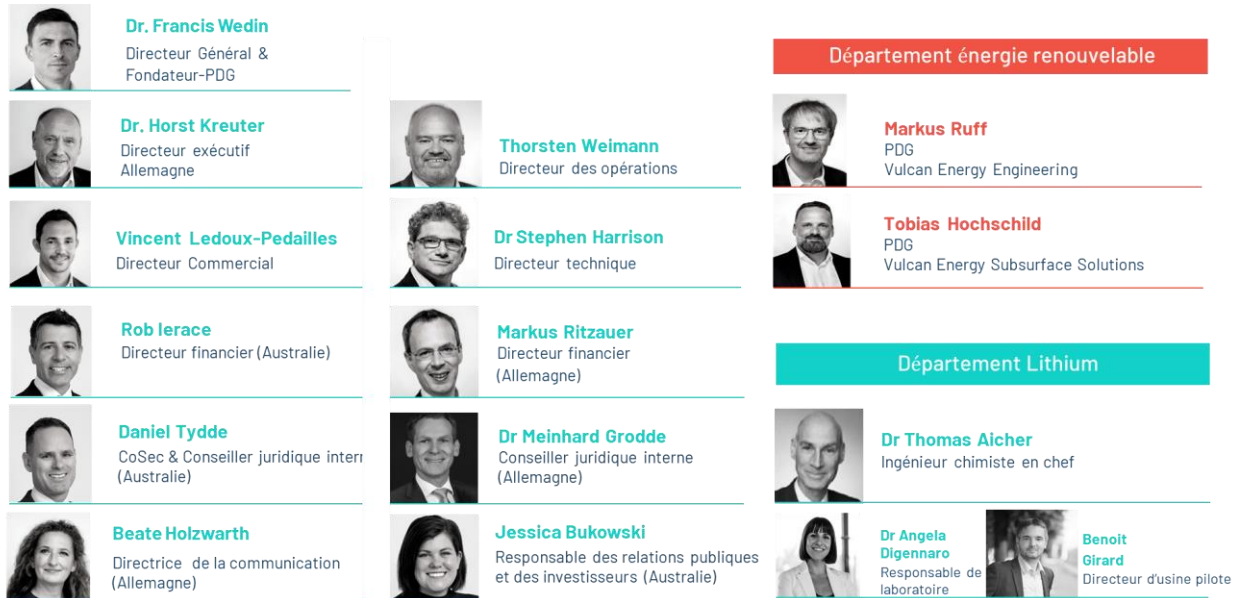 Dr. Francis Wedin
Directeur Général &
Fondateur-PDG
Dr. Horst Kreuter
Directeur exécutif
Allemagne
Vincent Ledoux-Pedailles
Directeur Commercial
Rob Ierace
Directeur financier (Australie)
Daniel Tydde
CoSec & Conseiller juridique inter
(Australie)
Beate Holzwarth
Directrice de la communication
(Allemagne)
Thorsten Weimann
Directeur des opérations
Dr Stephen Harrison
Directeur technique
Markus Ritzauer
Directeur financier
(Allemagne)
Dr Meinhard Grodde
Conseiller juridique interne
(Allemagne)
Jessica Bukowski
Responsable des relations publiques
et des investisseurs (Australie)
Département énergie renouvelable
Markus Ruff
PDG
Vulcan Energy Engineering
Tobias Hochschild
PDG
Vulcan Energy Subsurface Solutions
Département Lithium
Dr Thomas Aicher
Ingénieur chimiste en chef
Dr Angela
Digennaro
Responsable de
laboratoire
Benoit
Girard
Directeur d'usine pilote